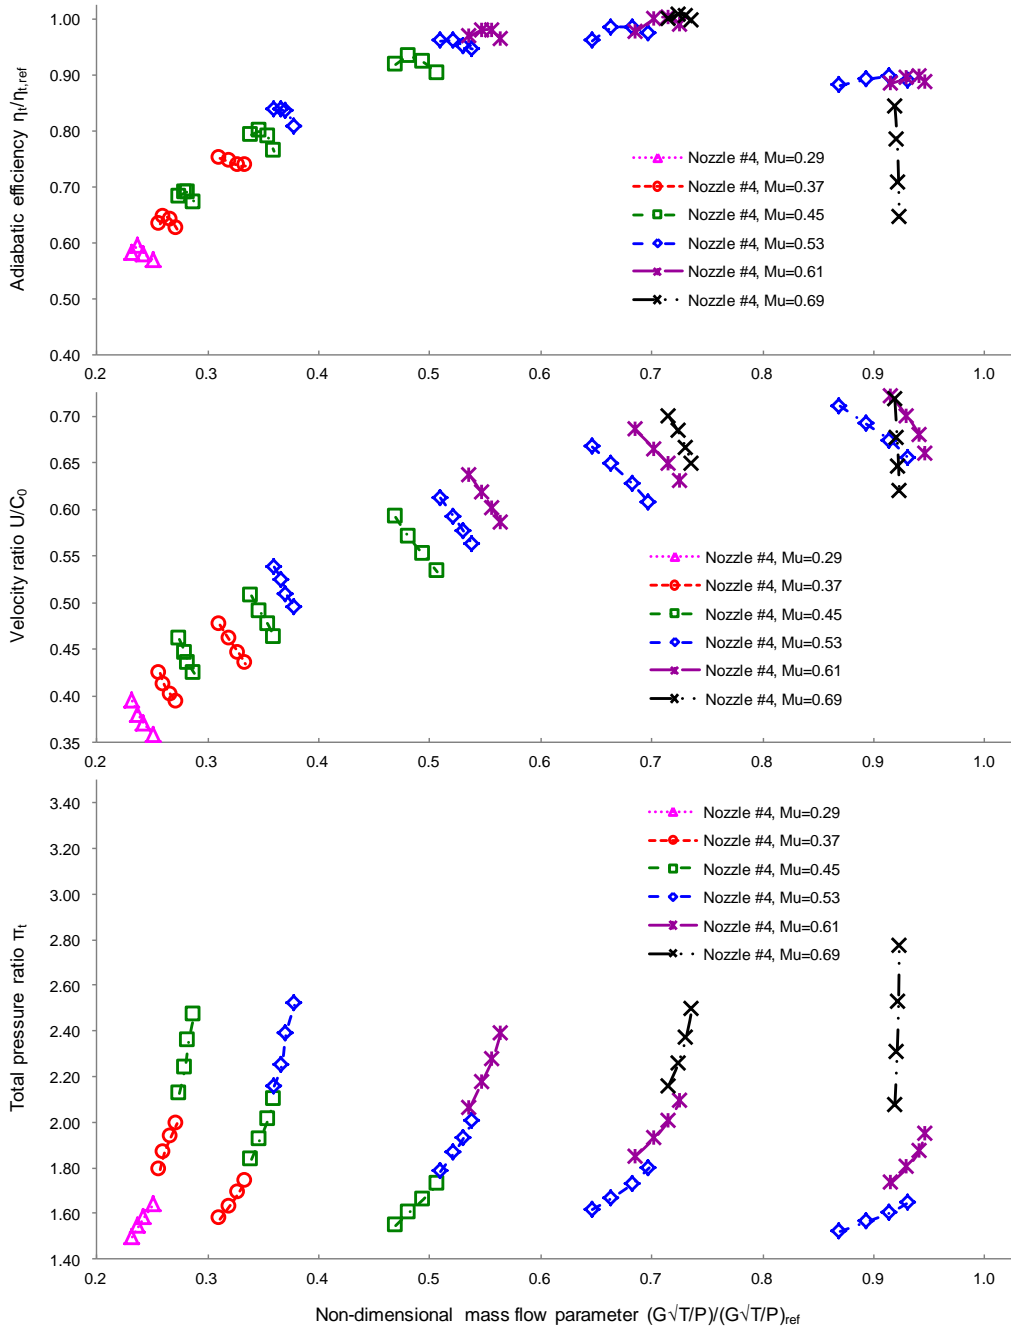 Adiabatic efficiency ηt/ηt,ref
1.00
0.90
0.80
0.70
0.60
0.50
0.40
Nozzle #4, Mu=0.29
Nozzle #4, Mu=0.37
Nozzle #4, Mu=0.45
Nozzle #4, Mu=0.53
Nozzle #4, Mu=0.61
Nozzle #4, Mu=0.69
0.2 0.3 0.4 0.5 0.6 0.7 0.8 0.9 1.0
Velocity ratio U/C0
0.70
0.65
0.60
0.55
0.50
0.45
0.40
0.35
Nozzle #4, Mu=0.29
Nozzle #4, Mu=0.37
Nozzle #4, Mu=0.45
Nozzle #4, Mu=0.53
Nozzle #4, Mu=0.61
Nozzle #4, Mu=0.69
0.2 0.3 0.4 0.5 0.6 0.7 0.8 0.9 1.0
Total pressure ratio πt
3.40
3.20
3.00
2.80
2.60
2.40
2.20
2.00
1.80
1.60
1.40
Nozzle #4, Mu=0.29
Nozzle #4, Mu=0.37
Nozzle #4, Mu=0.45
Nozzle #4, Mu=0.53
Nozzle #4, Mu=0.61
Nozzle #4, Mu=0.69
0.2 0.3 0.4 0.5 0.6 0.7 0.8 0.9 1.0
Non-dimensional mass flow parameter (G√T/P)/(G√T/P)ref